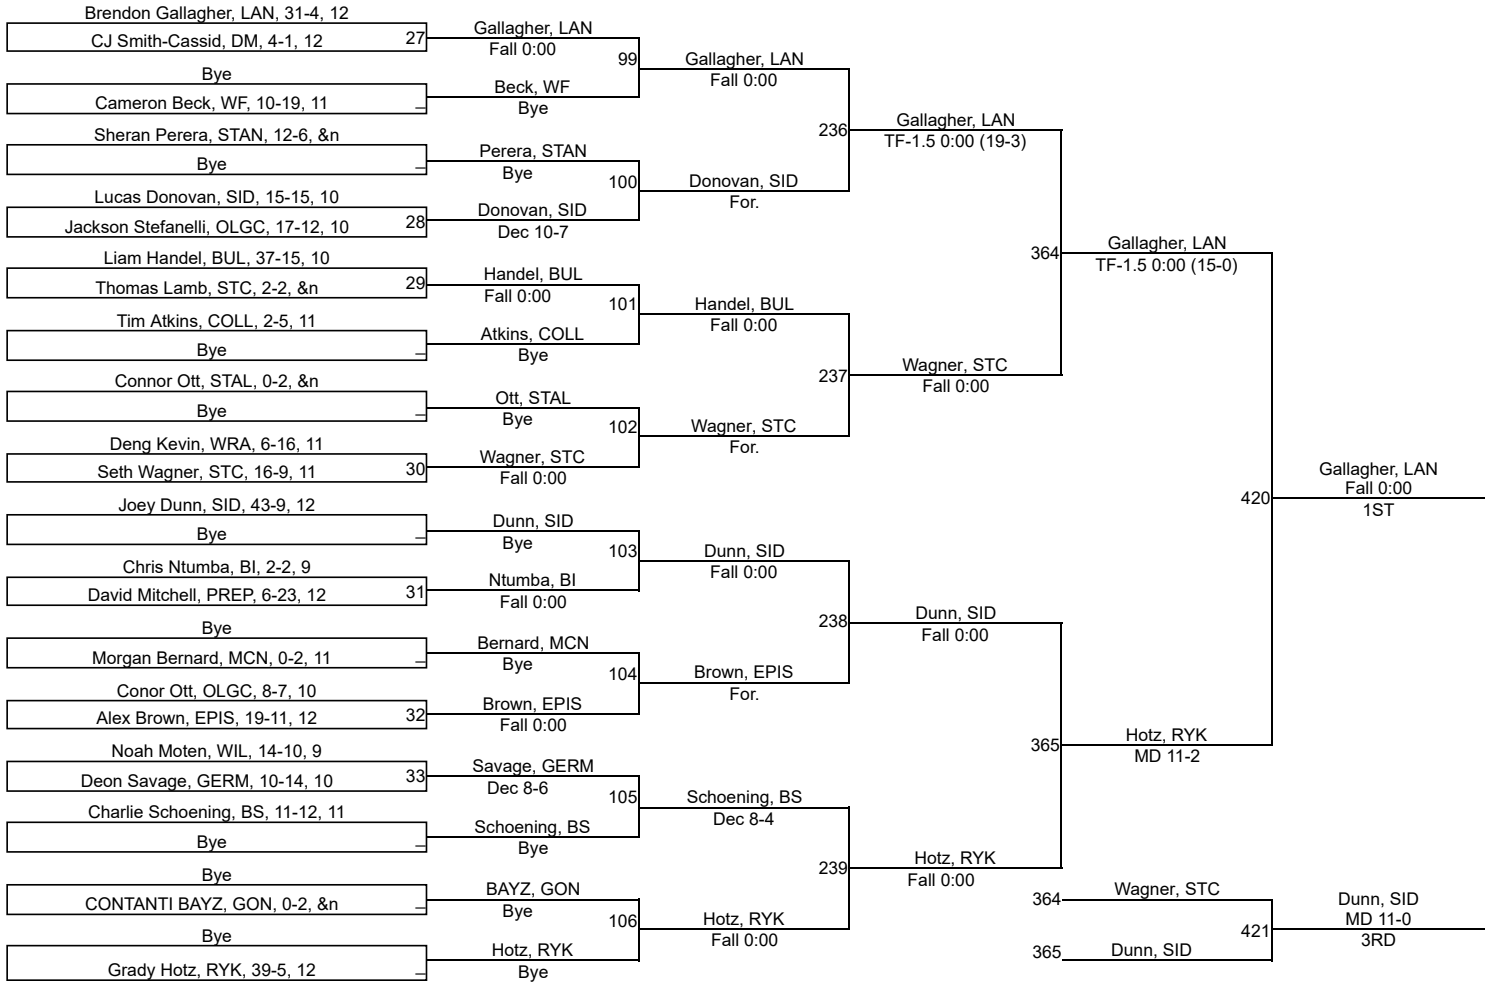 Brendon Gallagher, LAN, 31-4, 12
CJ Smith-Cassid, DM, 4-1, 12
27
Bye
Cameron Beck, WF, 10-19, 11
_
Sheran Perera, STAN, 12-6, &n
Bye
_
Lucas Donovan, SID, 15-15, 10
Jackson Stefanelli, OLGC, 17-12, 10
28
Liam Handel, BUL, 37-15, 10
Thomas Lamb, STC, 2-2, &n
29
Tim Atkins, COLL, 2-5, 11
Bye
_
Connor Ott, STAL, 0-2, &n
Bye
_
Deng Kevin, WRA, 6-16, 11
Seth Wagner, STC, 16-9, 11
30
Joey Dunn, SID, 43-9, 12
Bye
_
Chris Ntumba, BI, 2-2, 9
David Mitchell, PREP, 6-23, 12
31
Bye
Morgan Bernard, MCN, 0-2, 11
_
Conor Ott, OLGC, 8-7, 10
Alex Brown, EPIS, 19-11, 12
32
Noah Moten, WIL, 14-10, 9
Deon Savage, GERM, 10-14, 10
33
Charlie Schoening, BS, 11-12, 11
Bye
_
Bye
CONTANTI BAYZ, GON, 0-2, &n
_
Bye
Grady Hotz, RYK, 39-5, 12
_
Gallagher, LAN
Fall 0:00
99
Beck, WF
Bye
Perera, STAN
Bye
100
Donovan, SID
Dec 10-7
Handel, BUL
Fall 0:00
101
Atkins, COLL
Bye
Ott, STAL
Bye
102
Wagner, STC
Fall 0:00
Dunn, SID
Bye
103
Ntumba, BI
Fall 0:00
Bernard, MCN
Bye
104
Brown, EPIS
Fall 0:00
Savage, GERM
Dec 8-6
105
Schoening, BS
Bye
BAYZ, GON
Bye
106
Hotz, RYK
Bye
Gallagher, LAN
Fall 0:00
236
Donovan, SID
For.
Handel, BUL
Fall 0:00
237
Wagner, STC
For.
Dunn, SID
Fall 0:00
238
Brown, EPIS
For.
Schoening, BS
Dec 8-4
239
Hotz, RYK
Fall 0:00
Gallagher, LAN
TF-1.5 0:00 (19-3)
364
Wagner, STC
Fall 0:00
Dunn, SID
Fall 0:00
365
Hotz, RYK
Fall 0:00
Gallagher, LAN
TF-1.5 0:00 (15-0)
420
Hotz, RYK
MD 11-2
Gallagher, LAN
Fall 0:00
1ST
364
Wagner, STC
421
365
Dunn, SID
Dunn, SID
MD 11-0
3RD